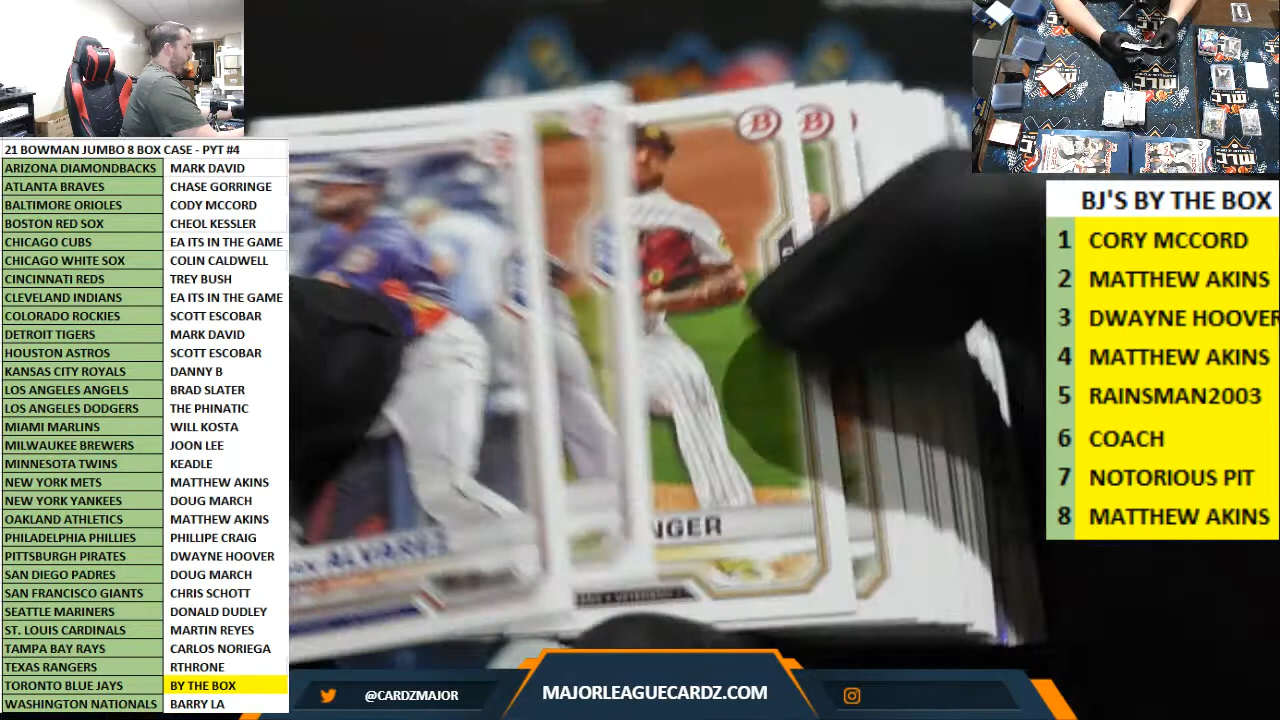 21 BOWMAN JUMBO 8 BOX CASE - PYT #4
ARIZONA DIAMONDBACKS MARK DAVID
ATLANTA BRAVES CHASE GORRINGE
BALTIMORE ORIOLES CODY MCCORD
BOSTON RED SOX CHEOL KESSLER
CHICAGO CUBS EA ITS IN THE GAME
CHICAGO WHITE SOX COLIN CALDWELL
CINCINNATI REDS TREY BUSH
CLEVELAND INDIANS EA ITS IN THE GAME
COLORADO ROCKIES SCOTT ESCOBAR
DETROIT TIGERS MARK DAVID
HOUSTON ASTROS SCOTT ESCOBAR
KANSAS CITY ROYALS DANNY B
LOS ANGELES ANGELS BRAD SLATER
LOS ANGELES DODGERS THE PHINATIC
MIAMI MARLINS WILL KOSTA
MILWAUKEE BREWERS JOON LEE
MINNESOTA TWINS KEADLE
NEW YORK METS MATTHEW AKINS
NEW YORK YANKEES DOUG MARCH
OAKLAND ATHLETICS MATTHEW AKINS
PHILADELPHIA PHILLIES PHILLIPE CRAIG
PITTSBURGH PIRATES DWAYNE HOOVER
SAN DIEGO PADRES DOUG MARCH
SAN FRANCISCO GIANTS CHRIS SCHOTT
SEATTLE MARINERS DONALD DUDLEY
ST. LOUIS CARDINALS MARTIN REYES
TAMPA BAY RAYS CARLOS NORIEGA
TEXAS RANGERS RTHRONE
TORONTO BLUE JAYS BY THE BOX
WASHINGTON NATIONALS BARRY LA
B
B
ALVAREZ
NGER
MLC
BJ'S BY THE BOX
1 CORY MCCORD
2 MATTHEW AKINS
3 DWAYNE HOOVER
4 MATTHEW AKINS
5 RAINSMAN2003
6 COACH
7 NOTORIOUS PIT
8 MATTHEW AKINS
@CARDZMAJOR
MAJORLEAGUECARDZ.COM